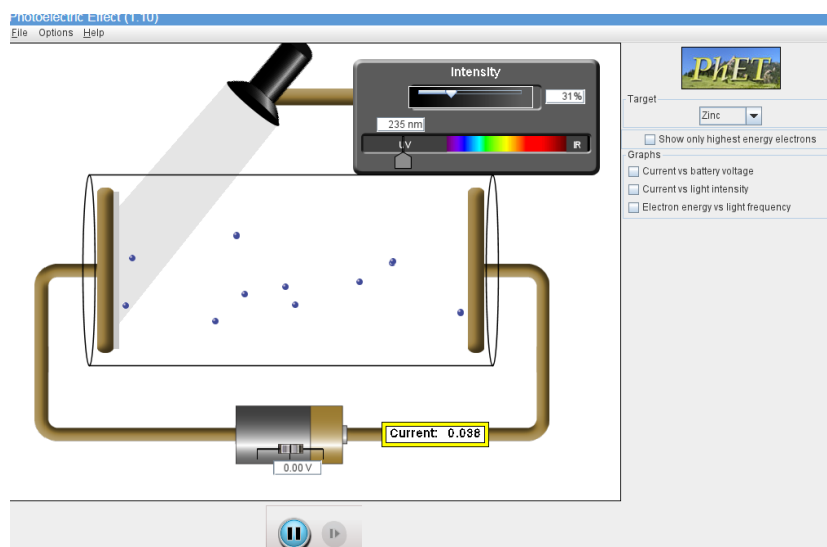 Photoelectric Effect (1.10)
File Options Help
Intensity
31%
235 nm
UV
IR
PhET
Target
Zinc
Show only highest energy electrons
Graphs
Current vs battery voltage
Current vs light intensity
Electron energy vs light frequency
Current: 0.038
0.00 V